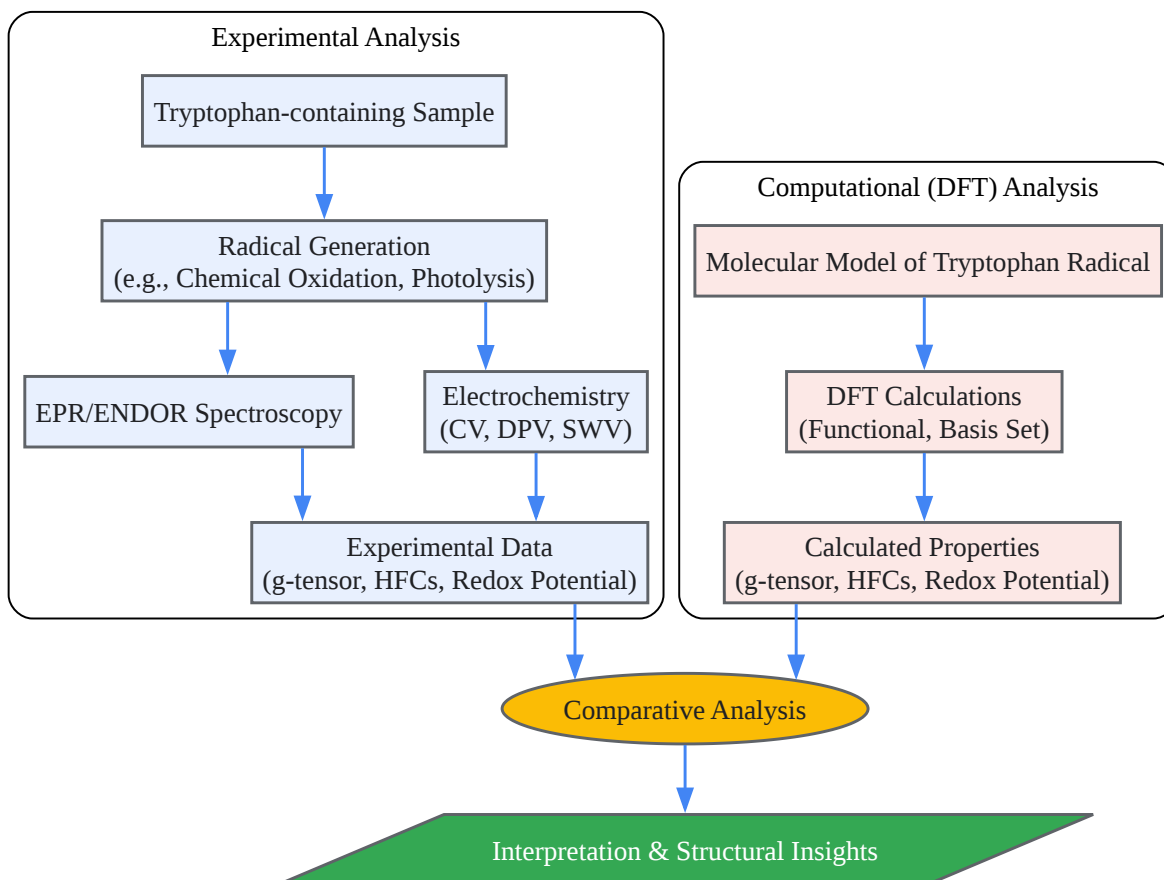 Experimental Analysis
Tryptophan-containing Sample
Radical Generation
(e.g., Chemical Oxidation, Photolysis)
EPR/ENDOR Spectroscopy
Electrochemistry
(CV, DPV, SWV)
Experimental Data
(g-tensor, HFCs, Redox Potential)
Computational (DFT) Analysis
Molecular Model of Tryptophan Radical
DFT Calculations
(Functional, Basis Set)
Calculated Properties
(g-tensor, HFCs, Redox Potential)
Comparative Analysis
Interpretation & Structural Insights